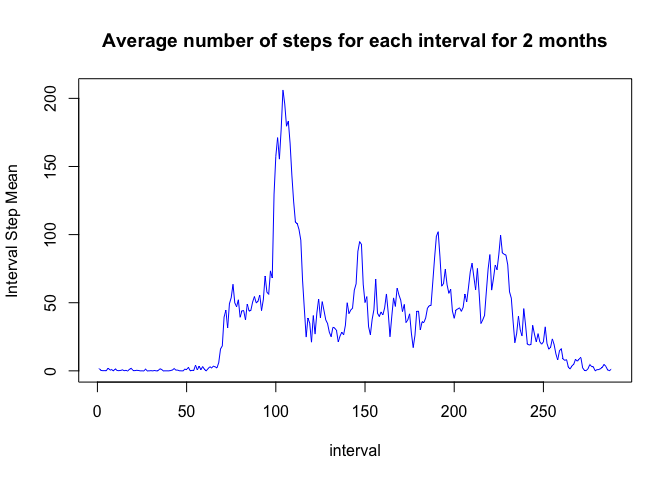 Average number of steps for each interval for 2 months
Interval Step Mean
200
150
100
50
0
0 50 100 150 200 250
interval